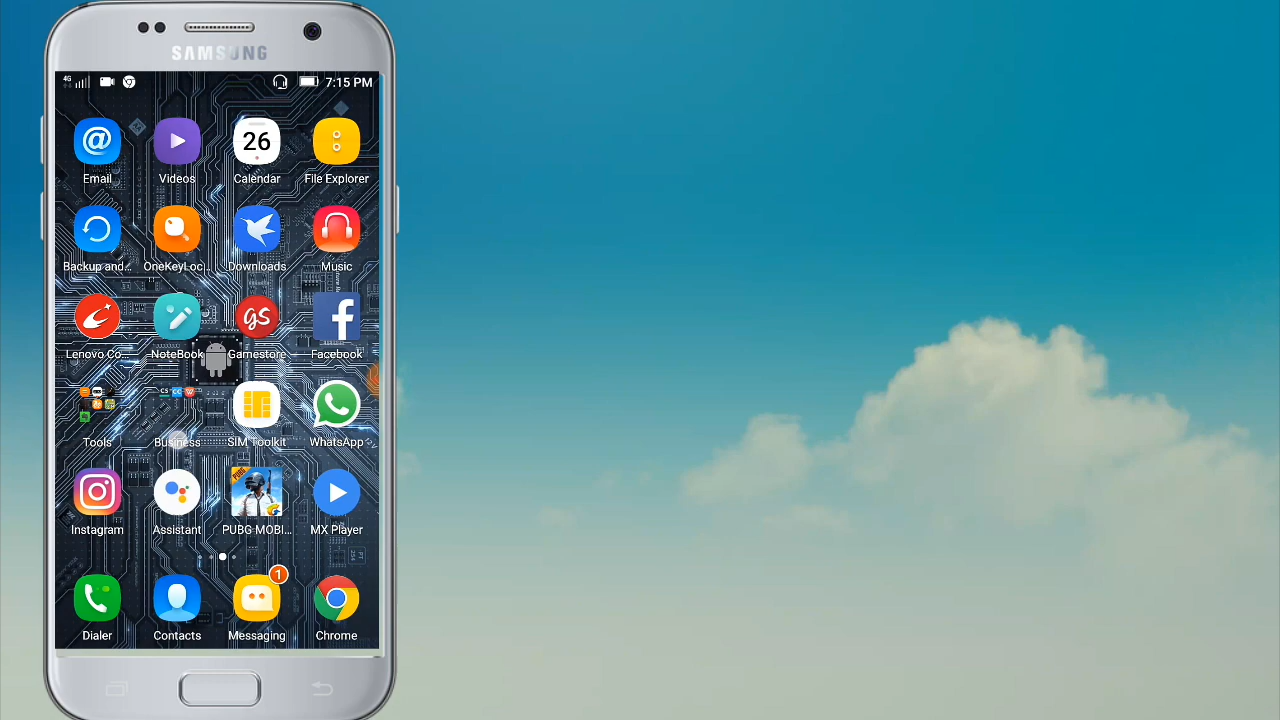 SAMSUNG
4G 7:15 PM
26
Email Videos Calendar File Explorer
Backup and... OneKeyLoc Downloads Music
gs
Lenovo Co... NoteBook Gamestore Facebook
Tools Business SIM Toolkit WhatsApp
PUBG
Instagram Assistant PUBG MOBI... MX Player
1
Dialer Contacts Messaging Chrome